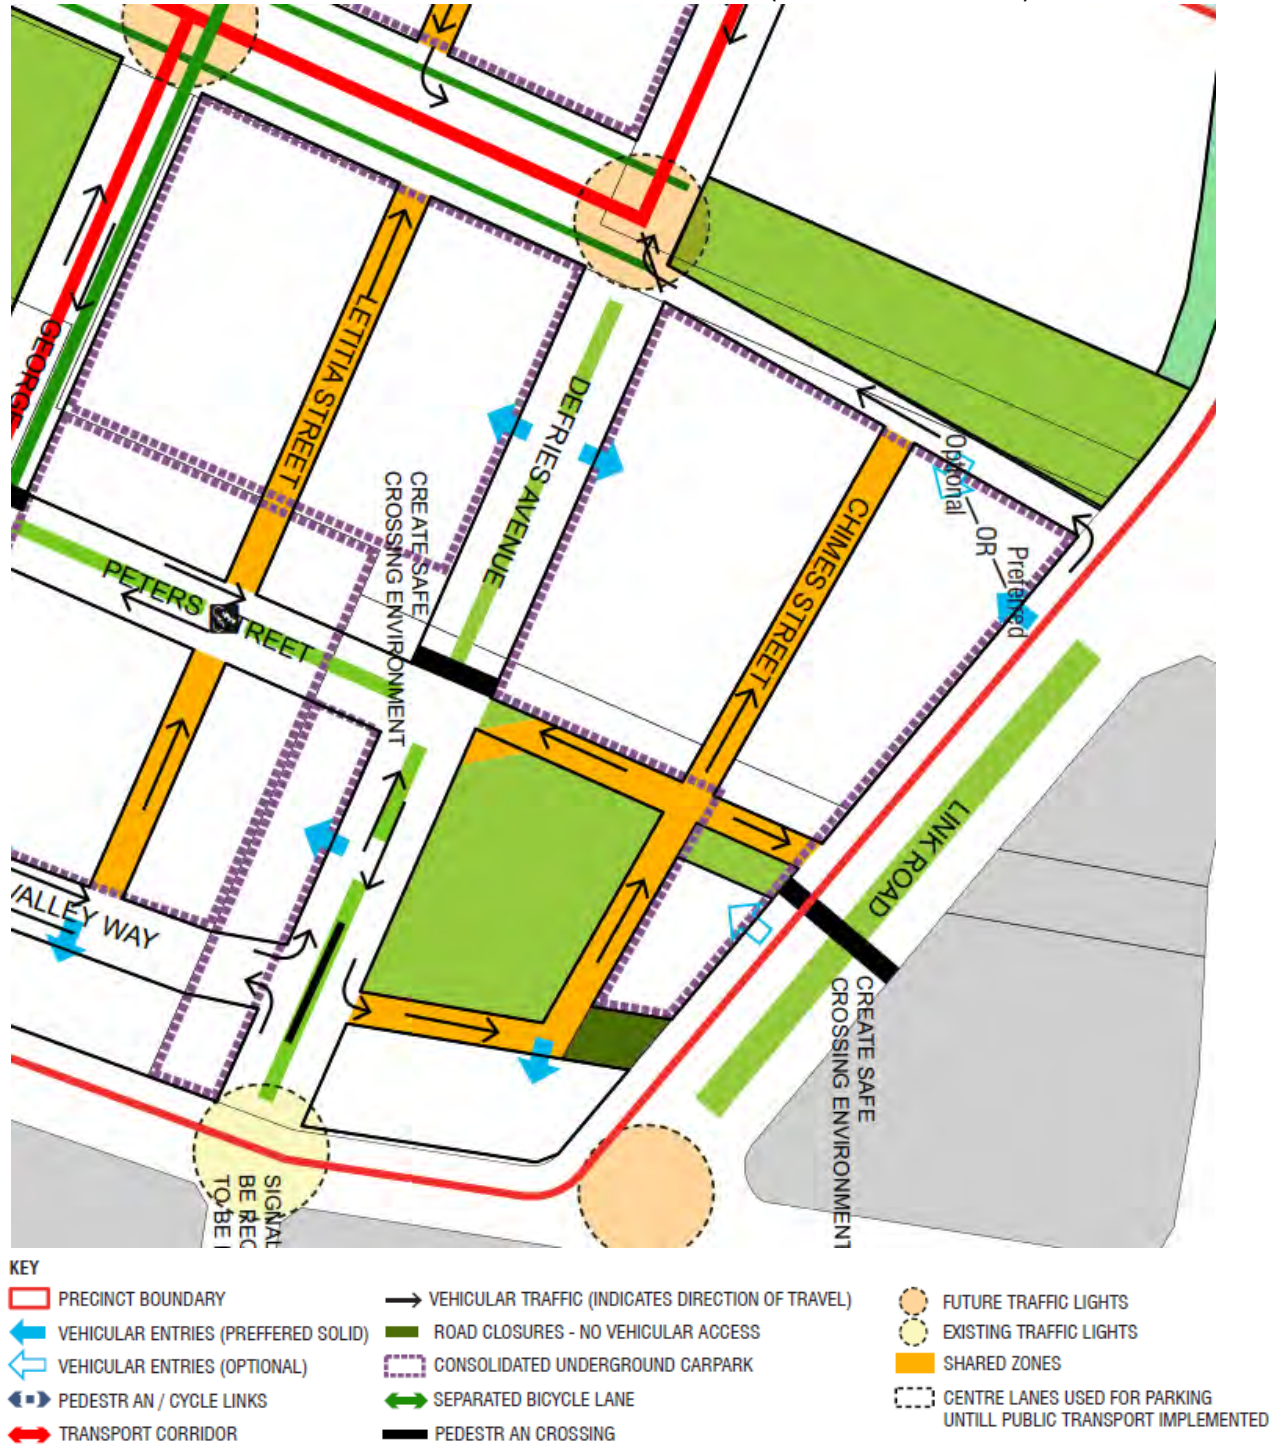 GEORGE
LETITIA STREET
DEFRIES AVENUE
CREATE SAFE
CROSSING ENVIRONMENT
CHIMES STREET
Optional
OR
Preferred
PETERS
REET
LINK ROAD
VALLEY WAY
CREATE SAFE
CROSSING ENVIRONMENT
SIGNAL
TO BE
KEY
PRECINCT BOUNDARY
VEHICULAR ENTRIES (PREFFERED SOLID)
VEHICULAR ENTRIES (OPTIONAL)
PEDESTR AN / CYCLE LINKS
TRANSPORT CORRIDOR
VEHICULAR TRAFFIC (INDICATES DIRECTION OF TRAVEL)
ROAD CLOSURES - NO VEHICULAR ACCESS
CONSOLIDATED UNDERGROUND CARPARK
SEPARATED BICYCLE LANE
PEDESTR AN CROSSING
FUTURE TRAFFIC LIGHTS
EXISTING TRAFFIC LIGHTS
SHARED ZONES
CENTRE LANES USED FOR PARKING
UNTILL PUBLIC TRANSPORT IMPLEMENTED